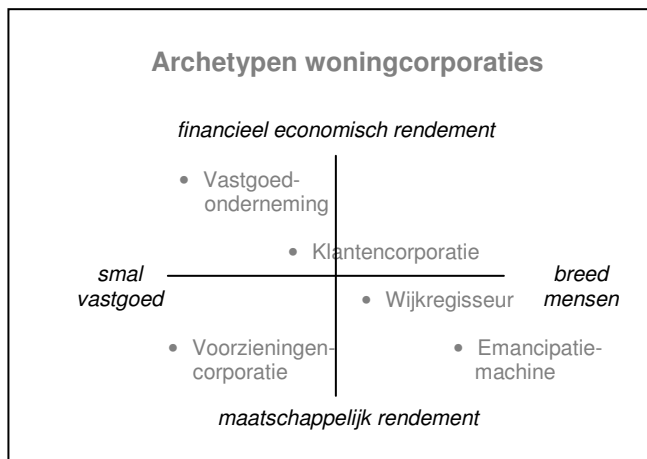 Archetypen woningcorporaties
financieel economisch rendement
• Vastgoed-
onderneming
• Klantencorporatie
smal
vastgoed
breed
mensen
• Wijkregisseur
• Voorzieningen-
corporatie
• Emancipatie-
machine
maatschappelijk rendement